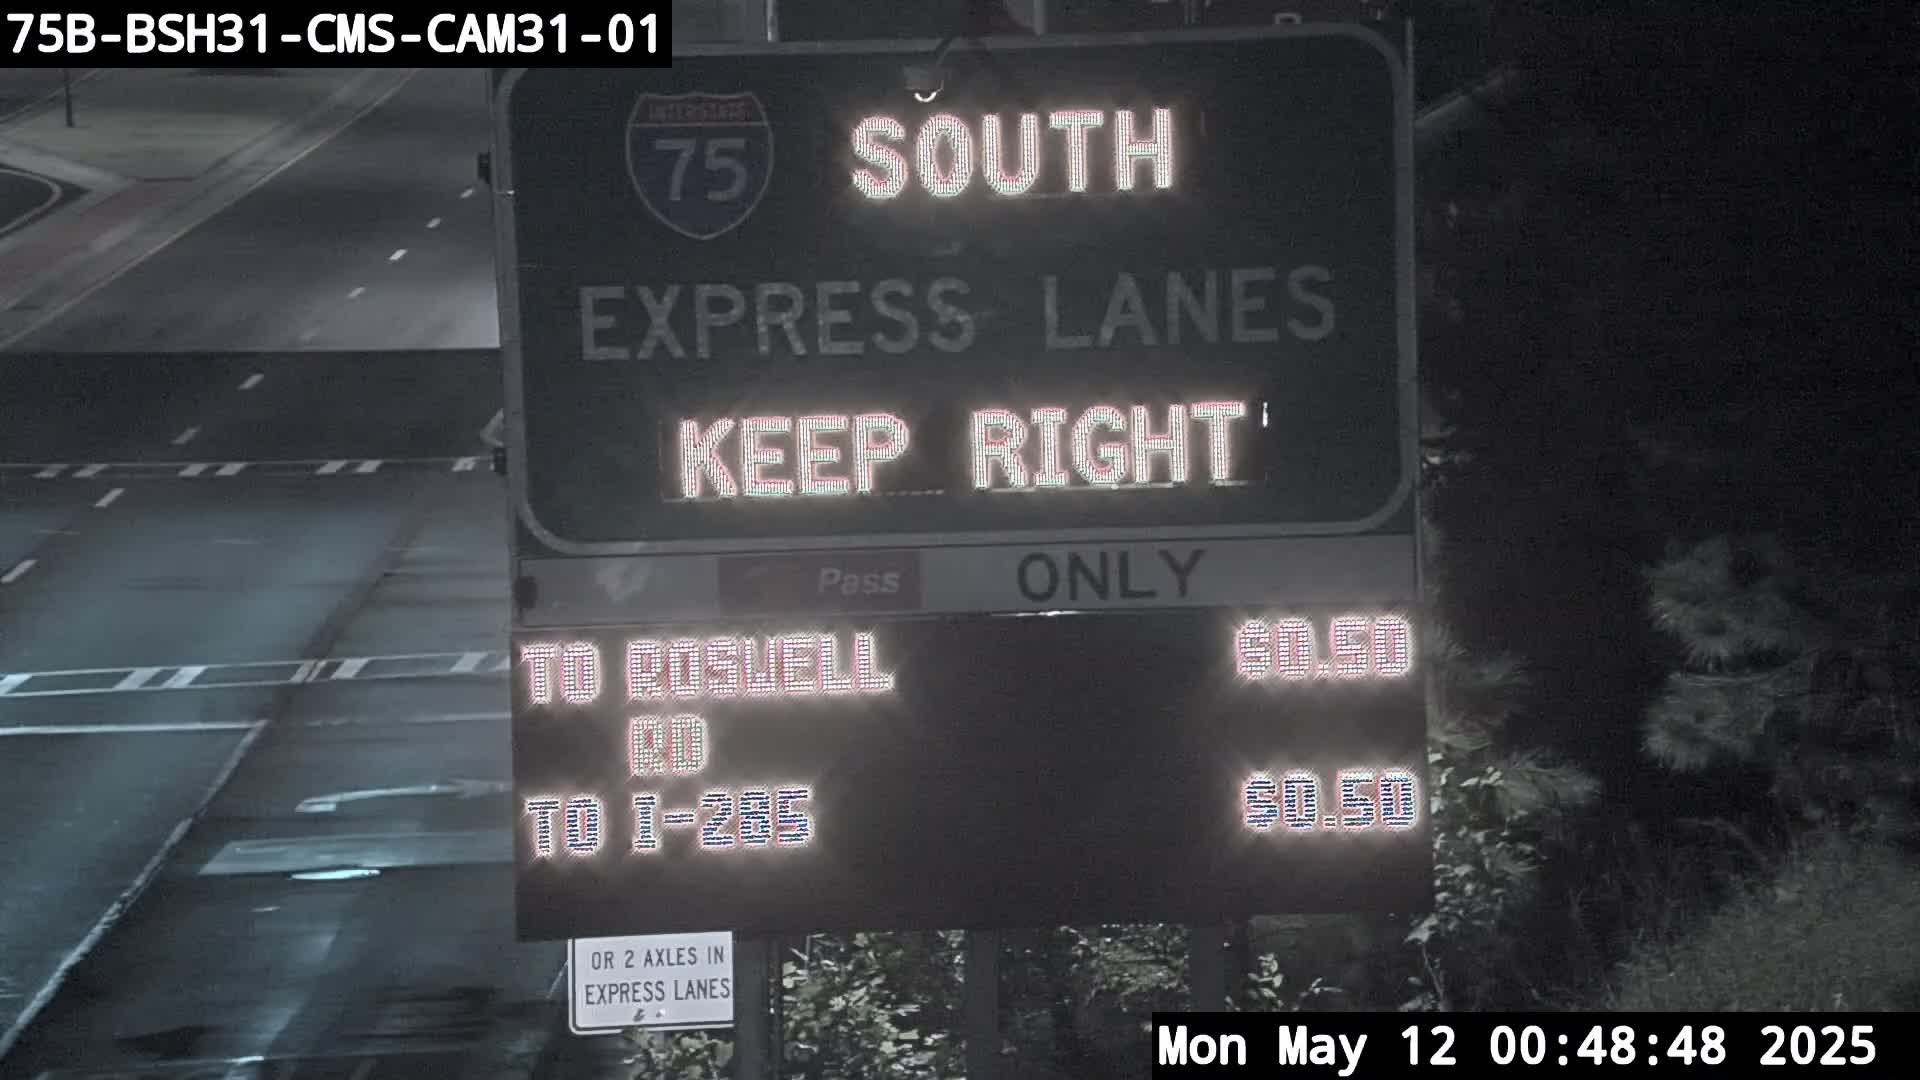 75B-BSH31-CMS-CAM31-01
INTERSTATE
75
SOUTH
EXPRESS LANES
KEEP RIGHT
Pass ONLY
TO ROSWELL $0.50
RD
TO I-285 $0.50
OR 2 AXLES IN
EXPRESS LANES
Mon May 12 00:48:48 2025